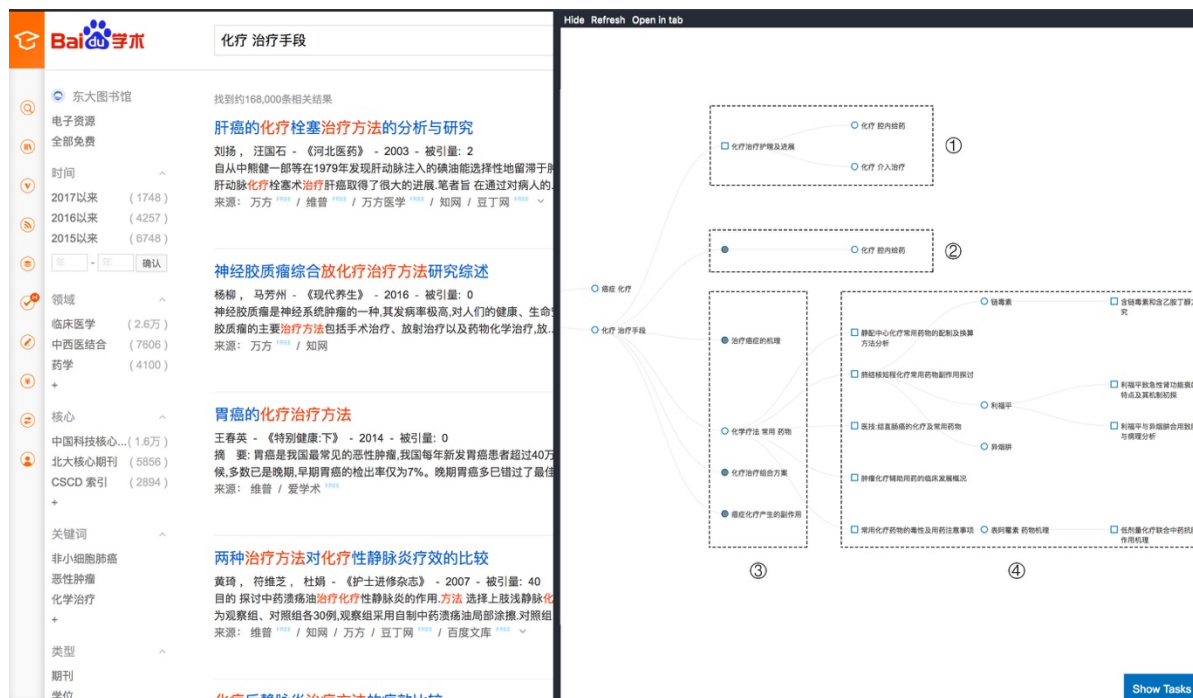 Bai du 学术
化疗 治疗手段
东大图书馆
电子资源
全部免费
时间
2017以来 (1748)
2016以来 (4257)
2015以来 (6748)
年 - 年 确认
领域
临床医学 (2.6万)
中西医结合 (7606)
药学 (4100)
+
核心
中国科技核心...(1.6万)
北大核心期刊 (5856)
CSCD 索引 (2894)
+
关键词
非小细胞肺癌
恶性肿瘤
化学治疗
+
类型
期刊
学位
找到约168,000条相关结果
肝癌的化疗栓塞治疗方法的分析与研究
刘扬， 汪国石 - 《河北医药》 - 2003 - 被引量: 2
自从中熊健一部等在1979年发现肝动脉注入的碘油能选择性地留滞于
肝动脉化疗栓塞术治疗肝癌取得了很大的进展.笔者旨 在通过对病人的.
来源： 万方 FREE / 维普 FREE / 万方医学 FREE / 知网 / 豆丁网 FREE
神经胶质瘤综合放化疗治疗方法研究综述
杨柳， 马芳州 - 《现代养生》 - 2016 - 被引量: 0
神经胶质瘤是神经系统肿瘤的一种,其发病率极高,对人们的健康、生命
胶质瘤的主要治疗方法包括手术治疗、放射治疗以及药物化学治疗,放..
来源： 万方 FREE / 知网
胃癌的化疗治疗方法
王春英 - 《特别健康:下》 - 2014 - 被引量: 0
摘 要: 胃癌是我国最常见的恶性肿瘤,我国每年新发胃癌患者超过40万
候,多数已是晚期,早期胃癌的检出率仅为7%。晚期胃癌多已错过了最佳
来源： 维普 / 爱学术 FREE
两种治疗方法对化疗性静脉炎疗效的比较
黄琦， 符维芝， 杜娟 - 《护士进修杂志》 - 2007 - 被引量: 40
目的 探讨中药溃疡油治疗化疗性静脉炎的作用.方法 选择上肢浅静脉化
为观察组、对照组各30例,观察组采用自制中药溃疡油局部涂擦.对照组
来源： 维普 FREE / 知网 / 万方 / 豆丁网 FREE / 百度文库 FREE
Hide Refresh Open in tab
化疗 腔内给药
化疗治疗护理及进展
化疗 介入治疗
①
化疗 腔内给药
②
癌症 化疗
化疗 治疗手段
治疗癌症的机理
化学疗法 常用 药物
化疗治疗组合方案
癌症化疗产生的副作用
③
链霉素
含链霉素和含乙胺丁醇
究
静配中心化疗常用药物的配制及换算
方法分析
肺结核短程化疗常用药物副作用探讨
利福平
利福平致急性肾功能衰
特点及其机制初探
医技:结直肠癌的化疗及常用药物
利福平与异烟肼合用致
与病理分析
异烟肼
肿瘤化疗辅助用药的临床发展概况
常用化疗药物的毒性及用药注意事项
表阿霉素 药物机理
低剂量化疗联合中药抗
作用机理
④
Show Tasks